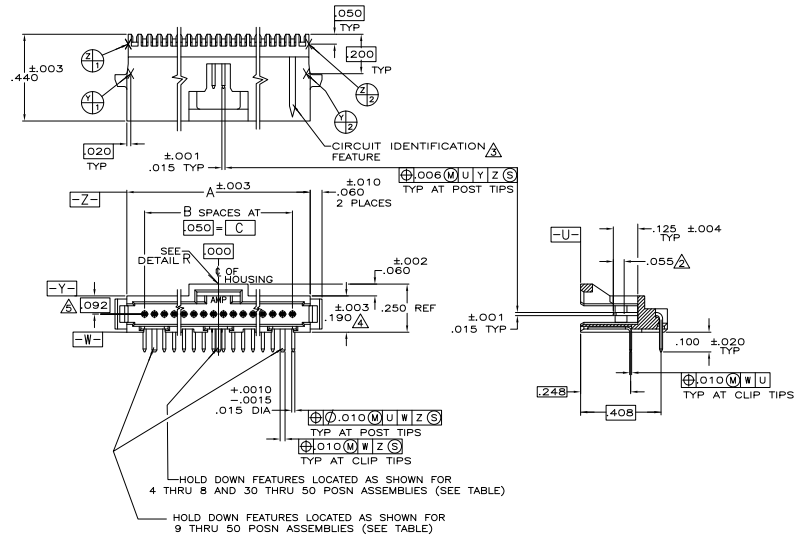 .050
TYP
±.003
.440
.200
TYP
Z
1
Y
1
Z
2
Y
2
.020
TYP
CIRCUIT IDENTIFICATION 3
FEATURE
±.001
.015 TYP
⌖ .006 Ⓜ U Y Z Ⓢ
TYP AT POST TIPS
-Z-
A ±.003
±.010
.060
2 PLACES
B SPACES AT
.050 = C
SEE
DETAIL R
.000
℄ OF
HOUSING
±.002
.060
-Y-
5 .092
AMP
±.003
.190 4
.250 REF
-W-
+.0010
-.0015
.015 DIA
⌖ ∅.010 Ⓜ U W Z Ⓢ
TYP AT POST TIPS
⌖ .010 Ⓜ W Z Ⓢ
TYP AT CLIP TIPS
HOLD DOWN FEATURES LOCATED AS SHOWN FOR
4 THRU 8 AND 30 THRU 50 POSN ASSEMBLIES (SEE TABLE)
HOLD DOWN FEATURES LOCATED AS SHOWN FOR
9 THRU 50 POSN ASSEMBLIES (SEE TABLE)
-U-
.125 ±.004
TYP
.055 2
±.001
.015 TYP
.100 ±.020
TYP
⌖ .010 Ⓜ W U
TYP AT CLIP TIPS
.248
.408